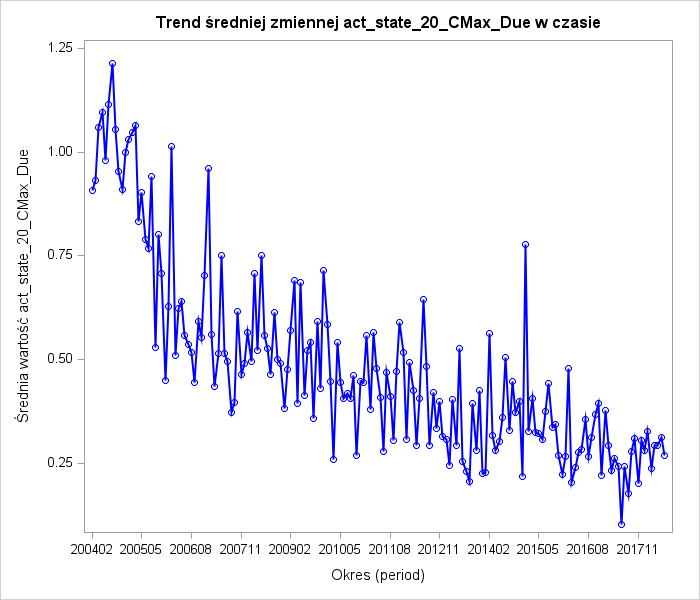 Trend średniej zmiennej act_state_20_CMax_Due w czasie
Średnia wartość act_state_20_CMax_Due
1.25
1.00
0.75
0.50
0.25
200402 200505 200608 200711 200902 201005 201108 201211 201402 201505 201608 201711
Okres (period)